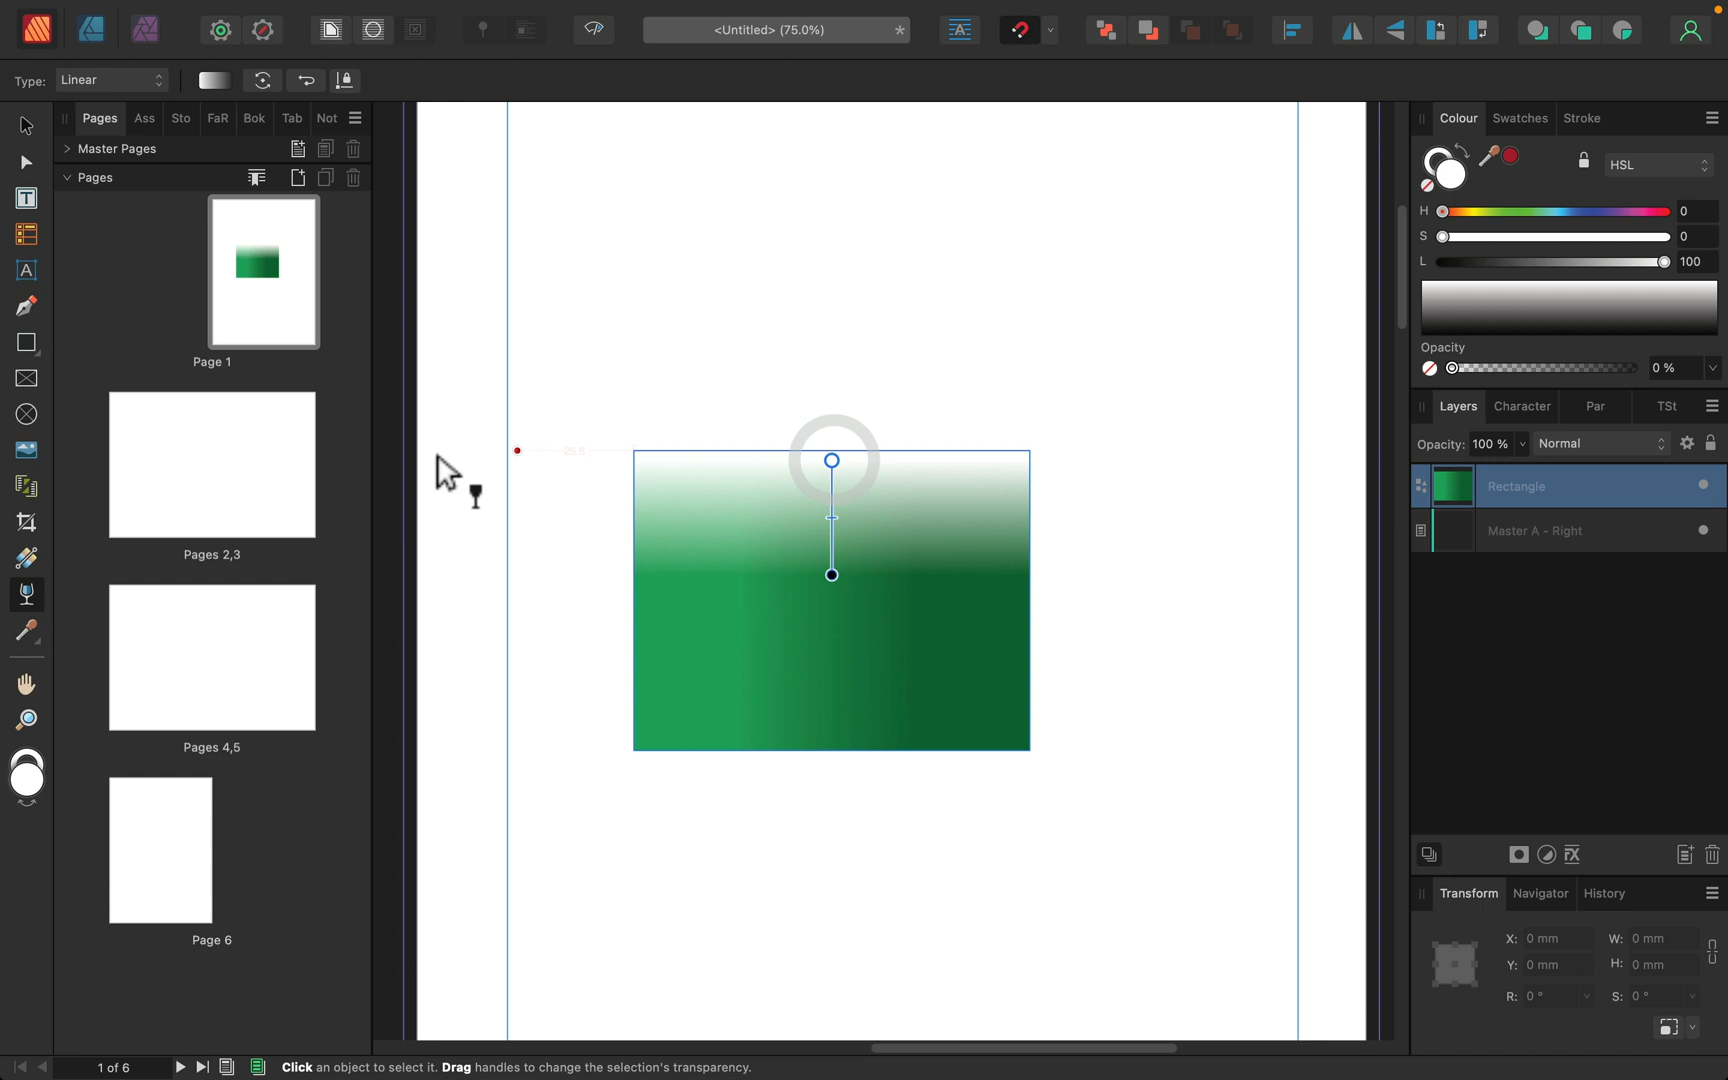 <Untitled> (75.0%)
*
Type: Linear
Pages Ass Sto FaR Bok Tab Not
Master Pages
Pages
Page 1
Pages 2,3
Pages 4,5
Page 6
25.9
Colour Swatches Stroke
HSL
H 0
S 0
L 100
Opacity
0 %
Layers Character Par TSt
Opacity: 100 % Normal
Rectangle
Master A - Right
Transform Navigator History
X: 0 mm W: 0 mm
Y: 0 mm H: 0 mm
R: 0 ° S: 0 °
1 of 6 Click an object to select it. Drag handles to change the selection's transparency.